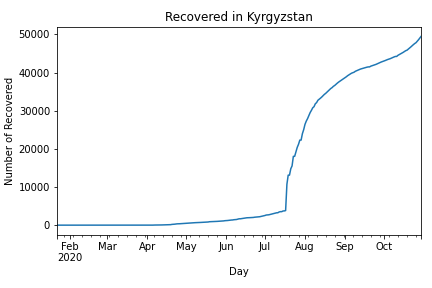 Recovered in Kyrgyzstan
50000
40000
30000
20000
10000
0
Number of Recovered
Feb Mar Apr May Jun Jul Aug Sep Oct
2020
Day